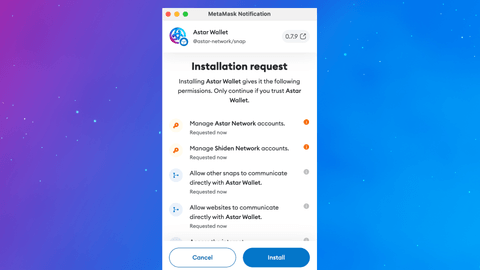 MetaMask Notification
Astar Wallet
@astar-network/snap
0.7.9
Installation request
Installing Astar Wallet gives it the following
permissions. Only continue if you trust Astar
Wallet.
Manage Astar Network accounts.
Requested now
Manage Shiden Network accounts.
Requested now
Allow other snaps to communicate
directly with Astar Wallet.
Requested now
Allow websites to communicate
directly with Astar Wallet.
Requested now
Cancel
Install